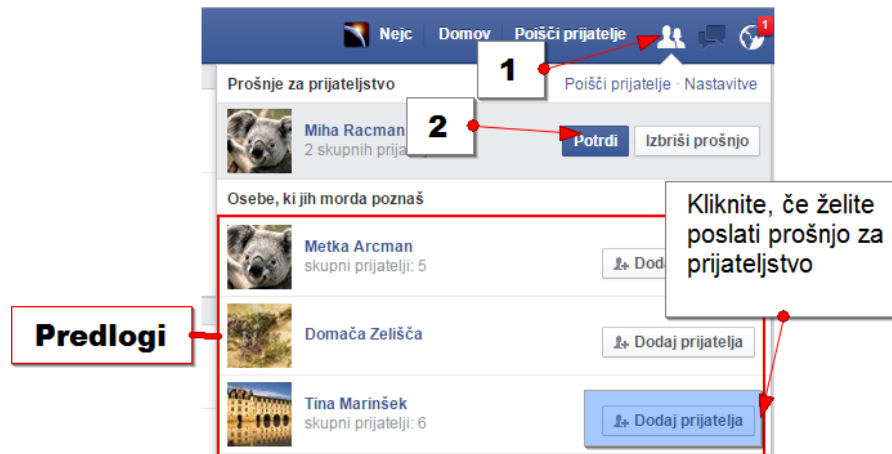 Nejc Domov Poišči prijatelje 1
1
Prošnje za prijateljstvo Poišči prijatelje · Nastavitve
Miha Racman 2 Potrdi Izbriši prošnjo
2 skupnih
Osebe, ki jih morda poznaš
Kliknite, če želite
poslati prošnjo za
prijateljstvo
Metka Arcman
skupni prijatelji: 5
Predlogi
Domača Zelišča Dodaj prijatelja
Tina Marinšek
skupni prijatelji: 6 Dodaj prijatelja